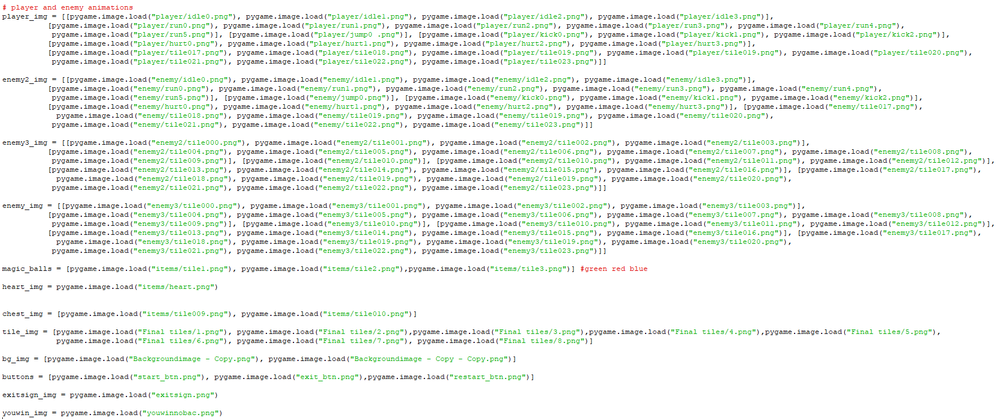 # player and enemy animations
player_img = [[pygame.image.load("player/idle0.png"), pygame.image.load("player/idle1.png"), pygame.image.load("player/idle2.png"), pygame.image.load("player/idle3.png")],
[pygame.image.load("player/run0.png"), pygame.image.load("player/run1.png"), pygame.image.load("player/run2.png"), pygame.image.load("player/run3.png"), pygame.image.load("player/run4.png"),
pygame.image.load("player/run5.png")], [pygame.image.load("player/jump0 .png")], [pygame.image.load("player/kick0.png"), pygame.image.load("player/kick1.png"), pygame.image.load("player/kick2.png")],
[pygame.image.load("player/hurt0.png"), pygame.image.load("player/hurt1.png"), pygame.image.load("player/hurt2.png"), pygame.image.load("player/hurt3.png")],
[pygame.image.load("player/tile017.png"), pygame.image.load("player/tile018.png"), pygame.image.load("player/tile019.png"), pygame.image.load("player/tile019.png"), pygame.image.load("player/tile020.png"),
pygame.image.load("player/tile021.png"), pygame.image.load("player/tile022.png"), pygame.image.load("player/tile023.png")]]
enemy2_img = [[pygame.image.load("enemy/idle0.png"), pygame.image.load("enemy/idle1.png"), pygame.image.load("enemy/idle2.png"), pygame.image.load("enemy/idle3.png")],
[pygame.image.load("enemy/run0.png"), pygame.image.load("enemy/run1.png"), pygame.image.load("enemy/run2.png"), pygame.image.load("enemy/run3.png"), pygame.image.load("enemy/run4.png"),
pygame.image.load("enemy/run5.png")], [pygame.image.load("enemy/jump0.png")], [pygame.image.load("enemy/kick0.png"), pygame.image.load("enemy/kick1.png"), pygame.image.load("enemy/kick2.png")],
[pygame.image.load("enemy/hurt0.png"), pygame.image.load("enemy/hurt1.png"), pygame.image.load("enemy/hurt2.png"), pygame.image.load("enemy/hurt3.png")], [pygame.image.load("enemy/tile017.png"),
pygame.image.load("enemy/tile018.png"), pygame.image.load("enemy/tile019.png"), pygame.image.load("enemy/tile019.png"), pygame.image.load("enemy/tile020.png"),
pygame.image.load("enemy/tile021.png"), pygame.image.load("enemy/tile022.png"), pygame.image.load("enemy/tile023.png")]]
enemy3_img = [[pygame.image.load("enemy2/tile000.png"), pygame.image.load("enemy2/tile001.png"), pygame.image.load("enemy2/tile002.png"), pygame.image.load("enemy2/tile003.png")],
[pygame.image.load("enemy2/tile004.png"), pygame.image.load("enemy2/tile005.png"), pygame.image.load("enemy2/tile006.png"), pygame.image.load("enemy2/tile007.png"), pygame.image.load("enemy2/tile008.png"),
pygame.image.load("enemy2/tile009.png")], [pygame.image.load("enemy2/tile010.png")], [pygame.image.load("enemy2/tile010.png"), pygame.image.load("enemy2/tile011.png"), pygame.image.load("enemy2/tile012.png")],
[pygame.image.load("enemy2/tile013.png"), pygame.image.load("enemy2/tile014.png"), pygame.image.load("enemy2/tile015.png"), pygame.image.load("enemy2/tile016.png")], [pygame.image.load("enemy2/tile017.png"),
pygame.image.load("enemy2/tile018.png"), pygame.image.load("enemy2/tile019.png"), pygame.image.load("enemy2/tile019.png"), pygame.image.load("enemy2/tile020.png"),
pygame.image.load("enemy2/tile021.png"), pygame.image.load("enemy2/tile022.png"), pygame.image.load("enemy2/tile023.png")]]
enemy_img = [[pygame.image.load("enemy3/tile000.png"), pygame.image.load("enemy3/tile001.png"), pygame.image.load("enemy3/tile002.png"), pygame.image.load("enemy3/tile003.png")],
[pygame.image.load("enemy3/tile004.png"), pygame.image.load("enemy3/tile005.png"), pygame.image.load("enemy3/tile006.png"), pygame.image.load("enemy3/tile007.png"), pygame.image.load("enemy3/tile008.png"),
pygame.image.load("enemy3/tile009.png")], [pygame.image.load("enemy3/tile010.png")], [pygame.image.load("enemy3/tile010.png"), pygame.image.load("enemy3/tile011.png"), pygame.image.load("enemy3/tile012.png")],
[pygame.image.load("enemy3/tile013.png"), pygame.image.load("enemy3/tile014.png"), pygame.image.load("enemy3/tile015.png"), pygame.image.load("enemy3/tile016.png")], [pygame.image.load("enemy3/tile017.png"),
pygame.image.load("enemy3/tile018.png"), pygame.image.load("enemy3/tile019.png"), pygame.image.load("enemy3/tile019.png"), pygame.image.load("enemy3/tile020.png"),
pygame.image.load("enemy3/tile021.png"), pygame.image.load("enemy3/tile022.png"), pygame.image.load("enemy3/tile023.png")]]
magic_balls = [pygame.image.load("items/tile1.png"), pygame.image.load("items/tile2.png"),pygame.image.load("items/tile3.png")] #green red blue
heart_img = pygame.image.load("items/heart.png")
chest_img = [pygame.image.load("items/tile009.png"), pygame.image.load("items/tile010.png")]
tile_img = [pygame.image.load("Final tiles/1.png"), pygame.image.load("Final tiles/2.png"),pygame.image.load("Final tiles/3.png"),pygame.image.load("Final tiles/4.png"),pygame.image.load("Final tiles/5.png"),
pygame.image.load("Final tiles/6.png"), pygame.image.load("Final tiles/7.png"), pygame.image.load("Final tiles/8.png")]
bg_img = [pygame.image.load("Backgroundimage - Copy.png"), pygame.image.load("Backgroundimage - Copy - Copy.png")]
buttons = [pygame.image.load("start_btn.png"), pygame.image.load("exit_btn.png"),pygame.image.load("restart_btn.png")]
exitsign_img = pygame.image.load("exitsign.png")
youwin_img = pygame.image.load("youwinnobac.png")